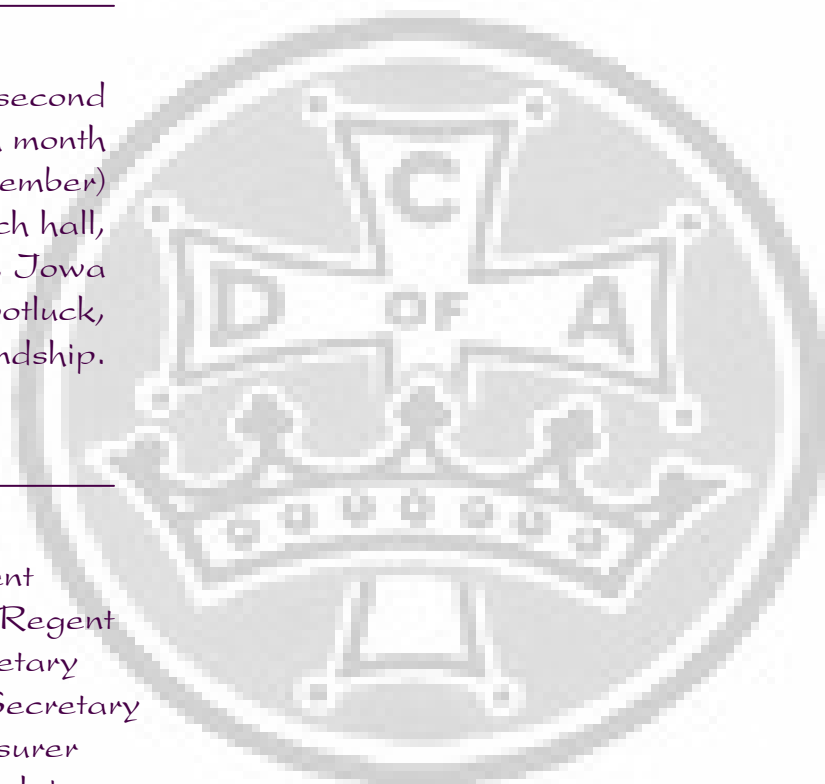 second
C
month
ember)
ch hall,
Iowa
D OF A
otluck,
ndship.
ent
Regent
etary
Secretary
surer